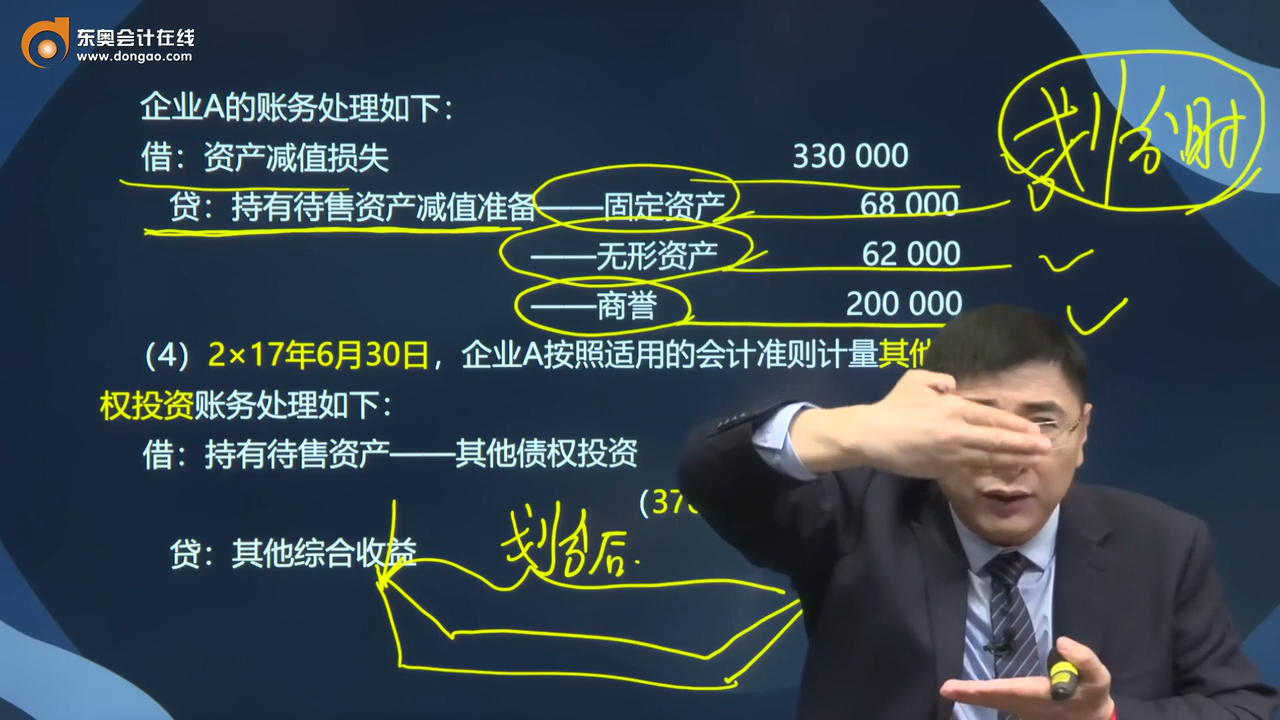 东奥会计在线
www.dongao.com
企业A的账务处理如下：
划分时
借：资产减值损失 330 000
贷：持有待售资产减值准备——固定资产 68 000
——无形资产 62 000
——商誉 200 000
（4）2×17年6月30日，企业A按照适用的会计准则计量其他
权投资账务处理如下：
借：持有待售资产——其他债权投资
(37
贷：其他综合收益
划分后.